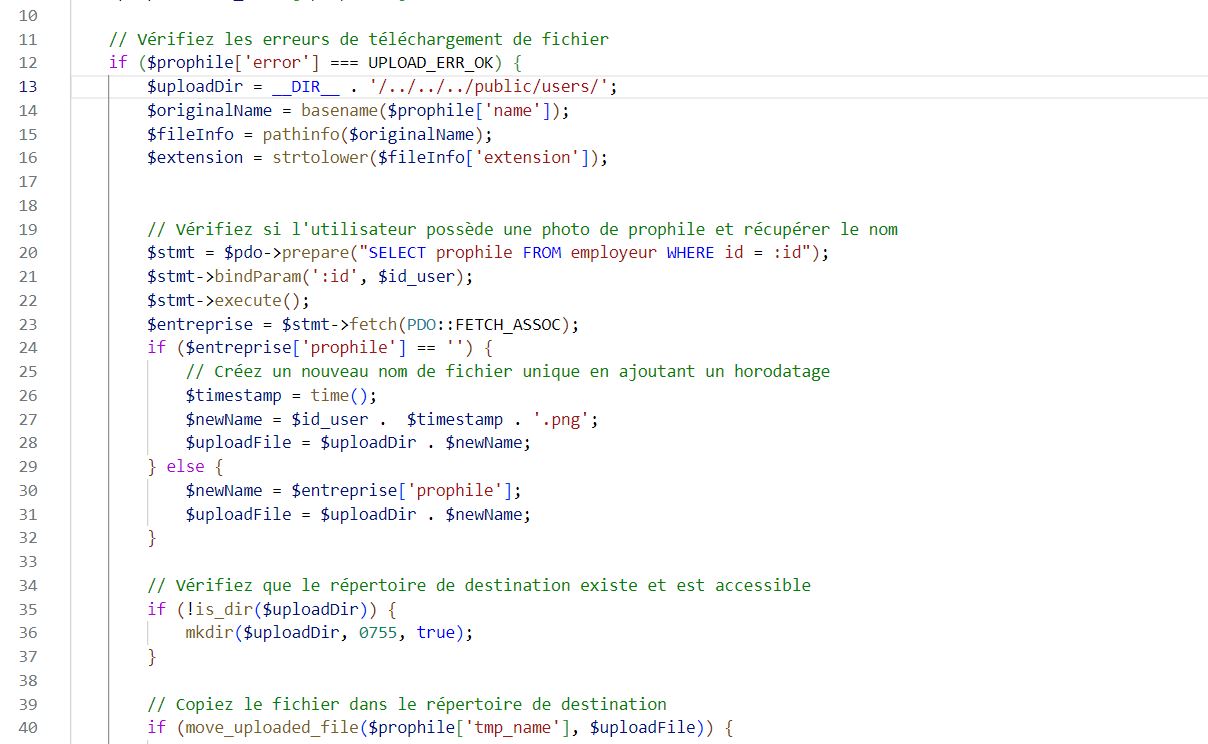 10
11 // Vérifiez les erreurs de téléchargement de fichier
12 if ($prophile['error'] === UPLOAD_ERR_OK) {
13 $uploadDir = __DIR__ . '/../../../public/users/';
14 $originalName = basename($prophile['name']);
15 $fileInfo = pathinfo($originalName);
16 $extension = strtolower($fileInfo['extension']);
17
18
19 // Vérifiez si l'utilisateur possède une photo de prophile et récupérer le nom
20 $stmt = $pdo->prepare("SELECT prophile FROM employeur WHERE id = :id");
21 $stmt->bindParam(':id', $id_user);
22 $stmt->execute();
23 $entreprise = $stmt->fetch(PDO::FETCH_ASSOC);
24 if ($entreprise['prophile'] == '') {
25 // Créez un nouveau nom de fichier unique en ajoutant un horodatage
26 $timestamp = time();
27 $newName = $id_user .  $timestamp . '.png';
28 $uploadFile = $uploadDir . $newName;
29 } else {
30 $newName = $entreprise['prophile'];
31 $uploadFile = $uploadDir . $newName;
32 }
33
34 // Vérifiez que le répertoire de destination existe et est accessible
35 if (!is_dir($uploadDir)) {
36 mkdir($uploadDir, 0755, true);
37 }
38
39 // Copiez le fichier dans le répertoire de destination
40 if (move_uploaded_file($prophile['tmp_name'], $uploadFile)) {